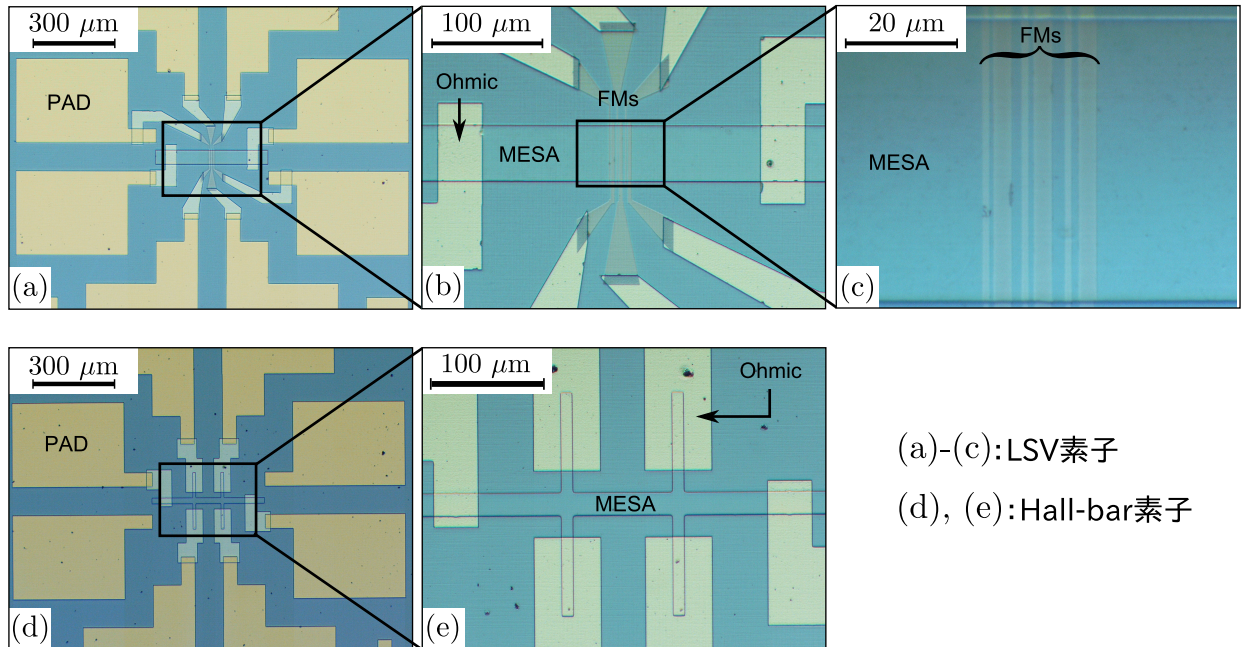 300 μm
PAD
(a)
100 μm
Ohmic
FMs
MESA
(b)
20 μm
FMs
MESA
(c)
300 μm
PAD
(d)
100 μm
Ohmic
MESA
(e)
(a)-(c):LSV素子
(d), (e):Hall-bar素子